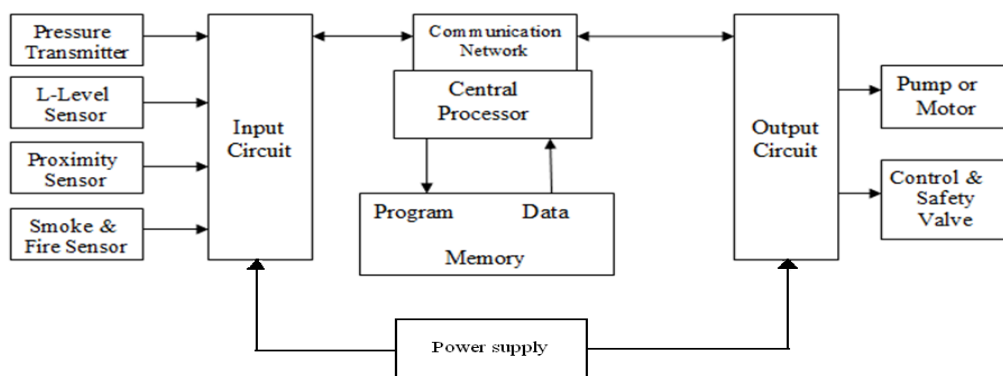 Pressure
Transmitter
L-Level
Sensor
Proximity
Sensor
Smoke &
Fire Sensor
Input
Circuit
Communication
Network
Central
Processor
Program Data
Memory
Power supply
Output
Circuit
Pump or
Motor
Control &
Safety
Valve